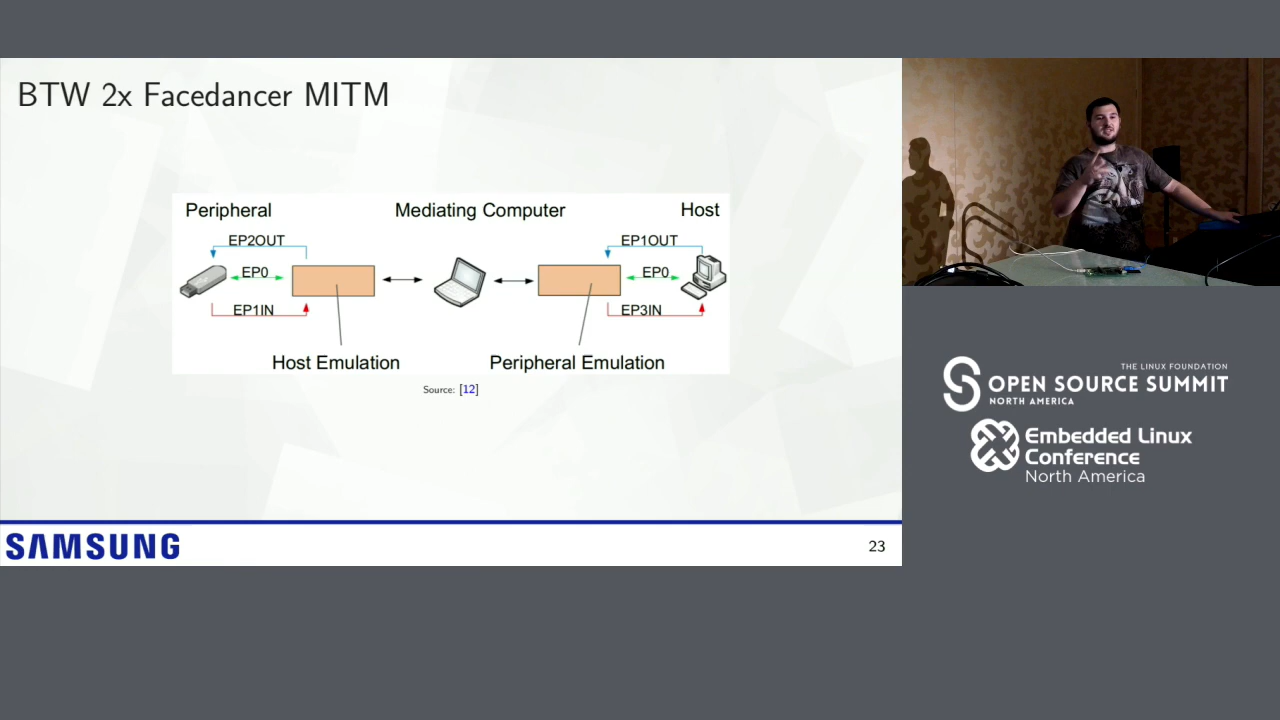 BTW 2x Facedancer MITM
Peripheral
Mediating Computer
Host
EP2OUT
EP1OUT
EP0
EP0
EP1IN
EP3IN
Host Emulation
Peripheral Emulation
Source: [12]
SAMSUNG
23
THE LINUX FOUNDATION
OPEN SOURCE SUMMIT
NORTH AMERICA
Embedded Linux
Conference
North America